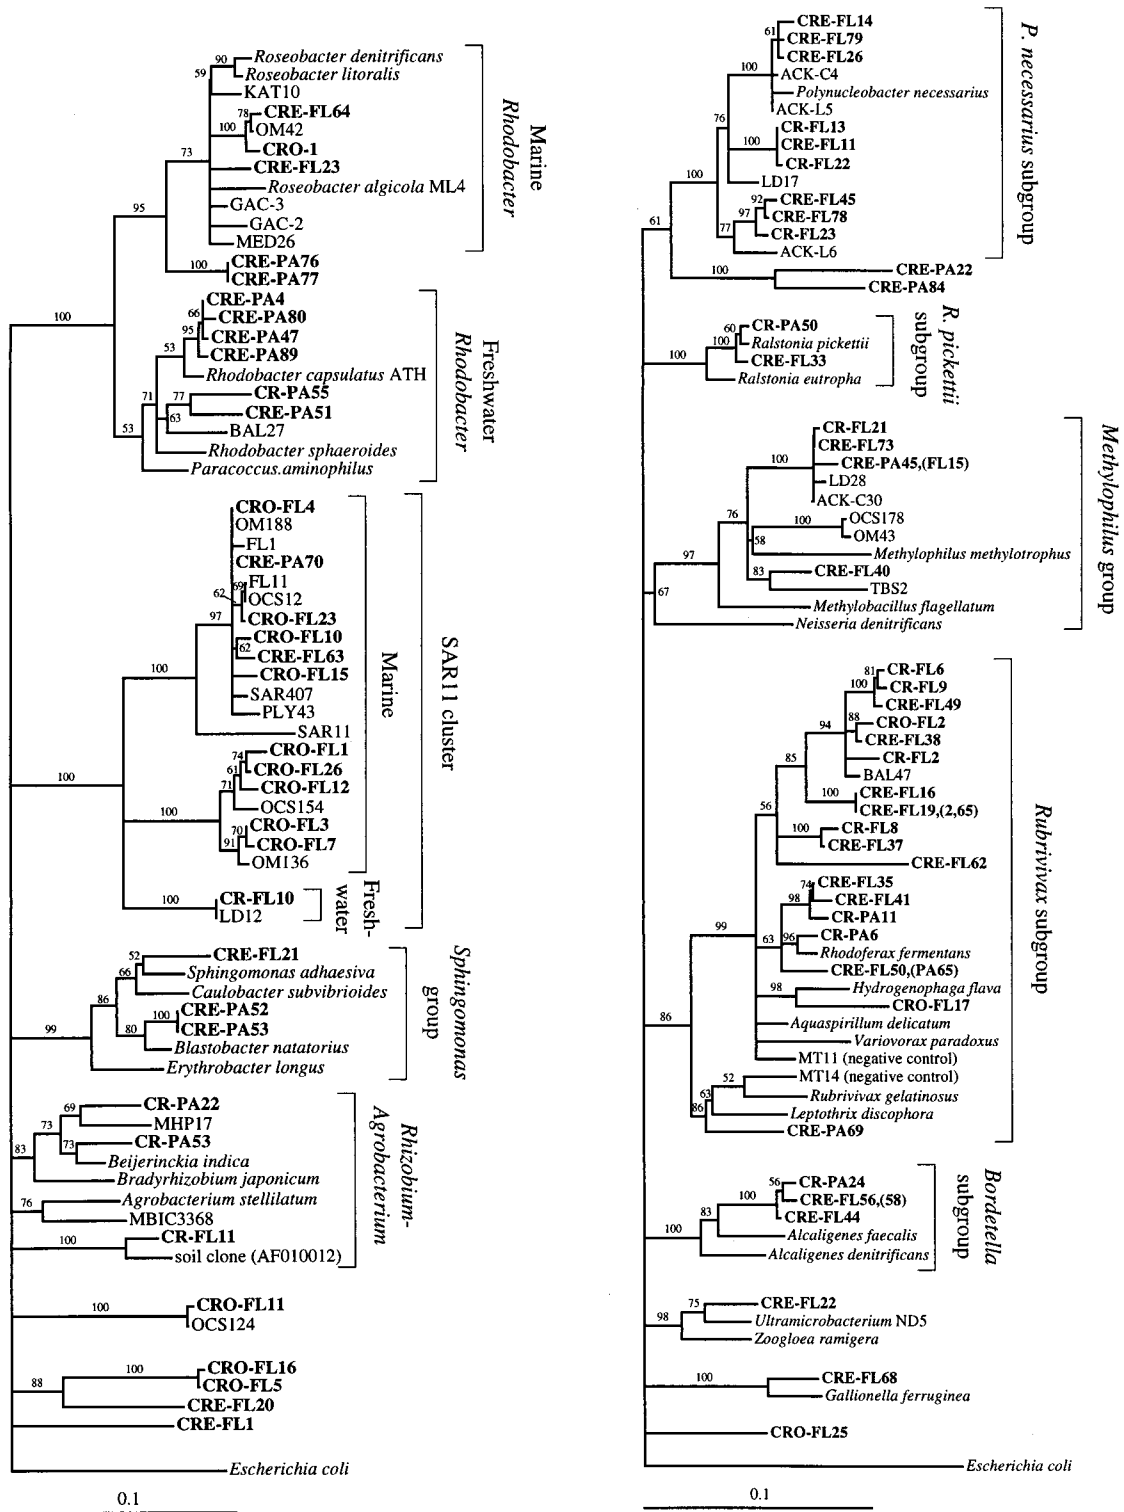 90
Roseobacter denitrificans
59
Roseobacter litoralis
KAT10
78
CRE-FL64
100
OM42
CRO-1
73
CRE-FL23
Roseobacter algicola ML4
GAC-3
95
GAC-2
MED26
100
CRE-PA76
CRE-PA77
Marine
Rhodobacter
100
CRE-PA4
66
CRE-PA80
95
CRE-PA47
53
CRE-PA89
Rhodobacter capsulatus ATH
71
77
CR-PA55
63
CRE-PA51
53
BAL27
Rhodobacter sphaeroides
Paracoccus.aminophilus
Freshwater
Rhodobacter
CRO-FL4
OM188
FL1
CRE-PA70
69
FL11
62
OCS12
97
CRO-FL23
CRO-FL10
62
CRE-FL63
100
CRO-FL15
SAR407
PLY43
SAR11
74
CRO-FL1
61
CRO-FL26
100
71
CRO-FL12
OCS154
100
70
CRO-FL3
91
CRO-FL7
OM136
Marine
100
CR-FL10
LD12
Fresh-
water
SAR11 cluster
52
CRE-FL21
66
Sphingomonas adhaesiva
86
Caulobacter subvibrioides
100
CRE-PA52
99
80
CRE-PA53
Blastobacter natatorius
Erythrobacter longus
Sphingomonas
group
69
CR-PA22
73
MHP17
73
CR-PA53
83
Beijerinckia indica
Bradyrhizobium japonicum
76
Agrobacterium stellilatum
MBIC3368
100
CR-FL11
soil clone (AF010012)
Rhizobium-
Agrobacterium
100
CRO-FL11
OCS124
100
CRO-FL16
88
CRO-FL5
CRE-FL20
CRE-FL1
Escherichia coli
0.1
CRE-FL14
61
CRE-FL79
CRE-FL26
100
ACK-C4
Polynucleobacter necessarius
ACK-L5
76
CR-FL13
100
CRE-FL11
CR-FL22
100
LD17
92
CRE-FL45
97
CRE-FL78
77
CR-FL23
ACK-L6
P. necessarius subgroup
61
100
CRE-PA22
CRE-PA84
60
CR-PA50
100
Ralstonia pickettii
100
CRE-FL33
Ralstonia eutropha
R. pickettii
subgroup
CR-FL21
CRE-FL73
100
CRE-PA45,(FL15)
LD28
ACK-C30
76
100
OCS178
58
OM43
97
Methylophilus methylotrophus
83
CRE-FL40
67
TBS2
Methylobacillus flagellatum
Neisseria denitrificans
Methylophilus group
81
CR-FL6
100
CR-FL9
CRE-FL49
94
88
CRO-FL2
CRE-FL38
85
CR-FL2
BAL47
100
CRE-FL16
56
CRE-FL19,(2,65)
100
CR-FL8
CRE-FL37
CRE-FL62
74
CRE-FL35
98
CRE-FL41
CR-PA11
99
63
96
CR-PA6
Rhodoferax fermentans
CRE-FL50,(PA65)
98
Hydrogenophaga flava
CRO-FL17
86
Aquaspirillum delicatum
Variovorax paradoxus
MT11 (negative control)
52
MT14 (negative control)
63
Rubrivivax gelatinosus
86
Leptothrix discophora
CRE-PA69
Rubrivivax subgroup
56
CR-PA24
100
CRE-FL56,(58)
83
CRE-FL44
100
Alcaligenes faecalis
Alcaligenes denitrificans
Bordetella
subgroup
75
CRE-FL22
98
Ultramicrobacterium ND5
Zoogloea ramigera
100
CRE-FL68
Gallionella ferruginea
CRO-FL25
Escherichia coli
0.1